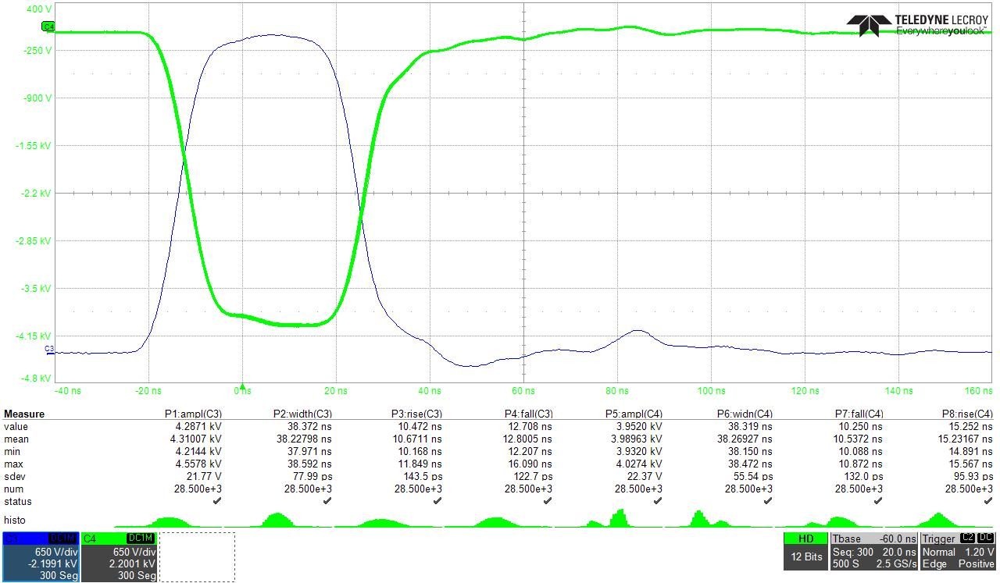 400 V
C4
TELEDYNE LECROY
Everywhereyoulook™
-250 V
-900 V
-1.55 kV
-2.2 kV
-2.85 kV
-3.5 kV
-4.15 kV
C3
-4.8 kV
-40 ns -20 ns 0 ns 20 ns 40 ns 60 ns 80 ns 100 ns 120 ns 140 ns 160 ns
Measure P1:ampl(C3) P2:width(C3) P3:rise(C3) P4:fall(C3) P5:ampl(C4) P6:widn(C4) P7:fall(C4) P8:rise(C4)
value 4.2871 kV 38.372 ns 10.472 ns 12.708 ns 3.9520 kV 38.319 ns 10.250 ns 15.252 ns
mean 4.31007 kV 38.22798 ns 10.6711 ns 12.8005 ns 3.98963 kV 38.26927 ns 10.5372 ns 15.23167 ns
min 4.2144 kV 37.971 ns 10.168 ns 12.207 ns 3.9320 kV 38.150 ns 10.088 ns 14.891 ns
max 4.5578 kV 38.592 ns 11.849 ns 16.090 ns 4.0274 kV 38.472 ns 10.872 ns 15.567 ns
sdev 21.77 V 77.99 ps 143.5 ps 122.7 ps 22.37 V 55.54 ps 132.0 ps 95.93 ps
num 28.500e+3 28.500e+3 28.500e+3 28.500e+3 28.500e+3 28.500e+3 28.500e+3 28.500e+3
status
histo
C3 DC1M
650 V/div
-2.1991 kV
300 Seg
C4 DC1M
650 V/div
2.2001 kV
300 Seg
HD
12 Bits
Tbase -60.0 ns
Seq: 300 20.0 ns
500 S 2.5 GS/s
Trigger C2 DC
Normal 1.20 V
Edge Positive